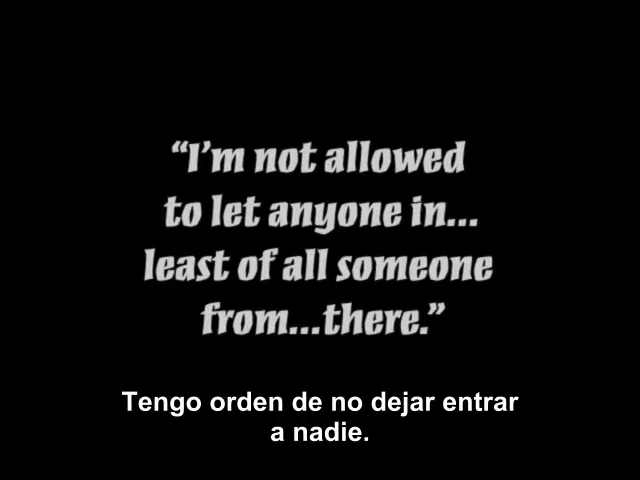 “I’m not allowed
to let anyone in...
least of all someone
from...there.”
Tengo orden de no dejar entrar
a nadie.